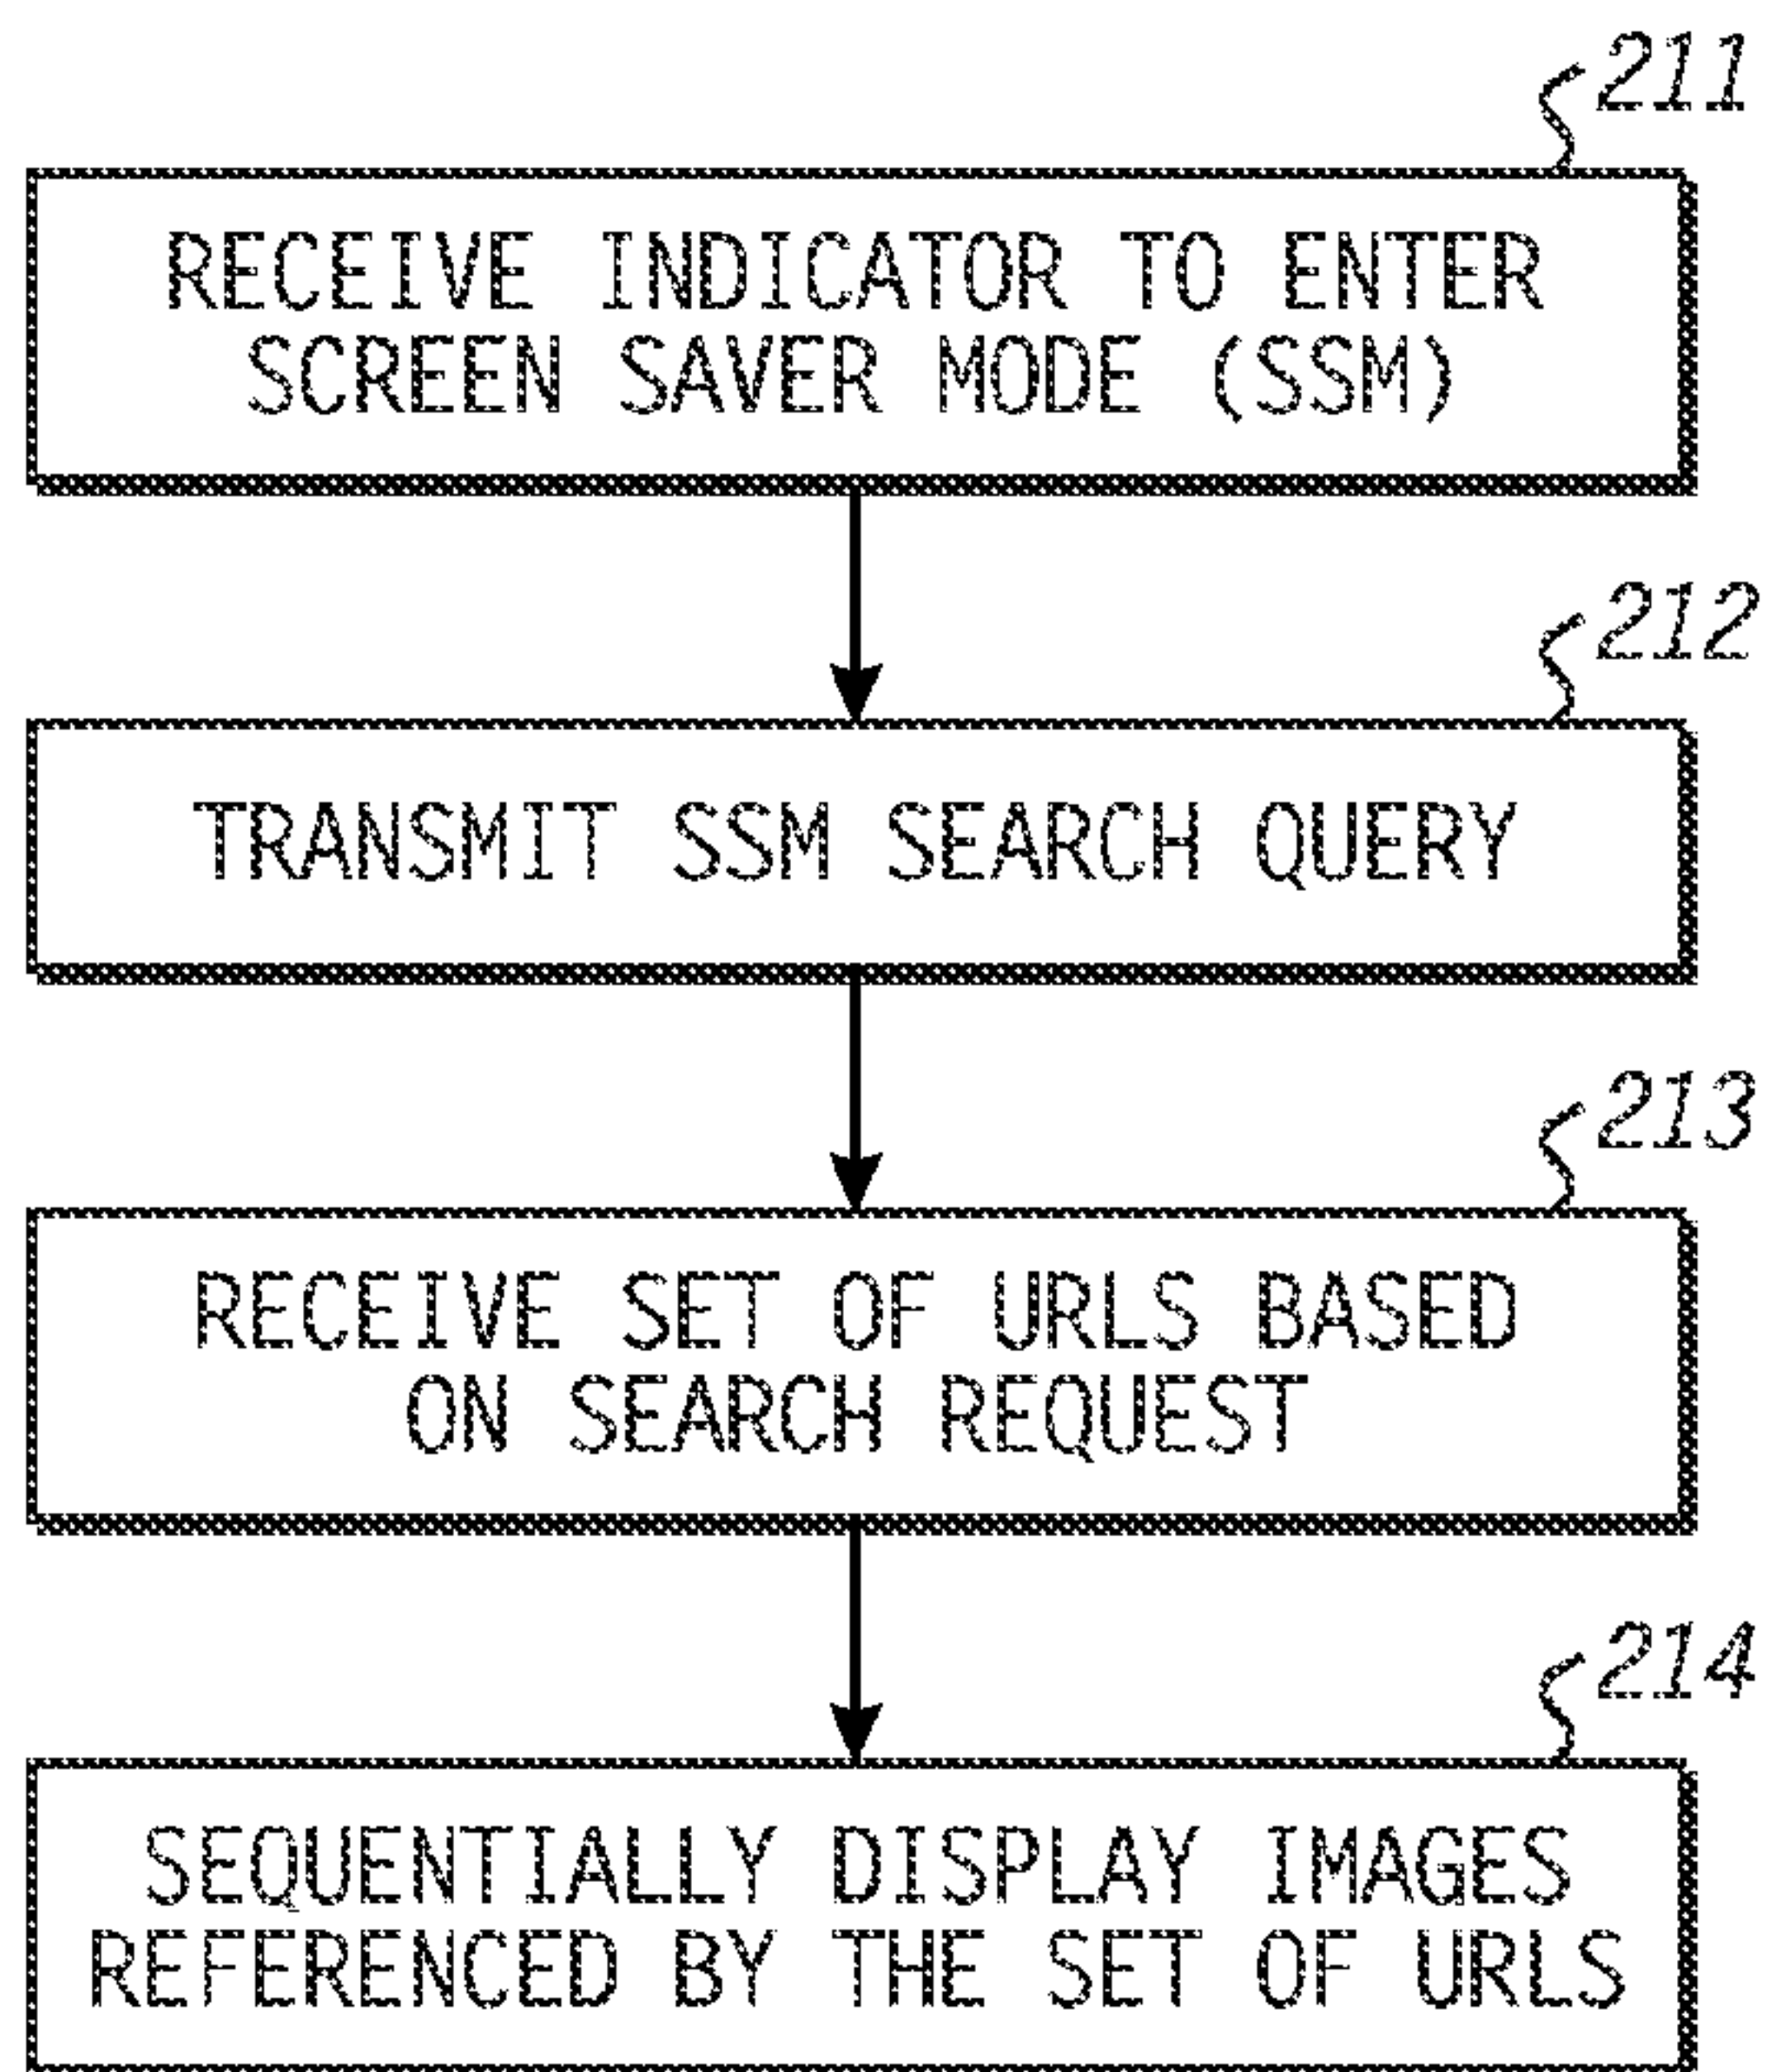 211
RECEIVE INDICATOR TO ENTER
SCREEN SAVER MODE (SSM)
212
TRANSMIT SSM SEARCH QUERY
213
RECEIVE SET OF URLS BASED
ON SEARCH REQUEST
214
SEQUENTIALLY DISPLAY IMAGES
REFERENCED BY THE SET OF URLS